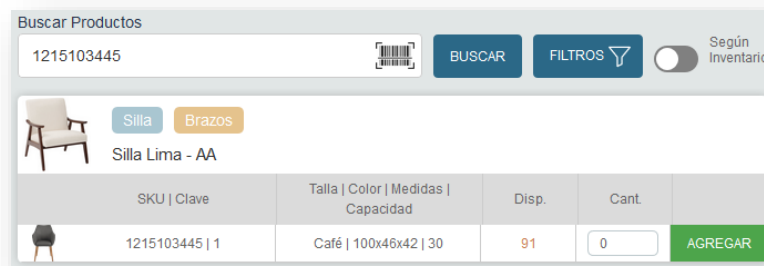 Buscar Productos
1215103445
BUSCAR
FILTROS
Según
Inventario
Silla
Brazos
Silla Lima - AA
SKU | Clave
Talla | Color | Medidas |
Capacidad
Disp.
Cant.
1215103445 | 1
Café | 100x46x42 | 30
91
0
AGREGAR